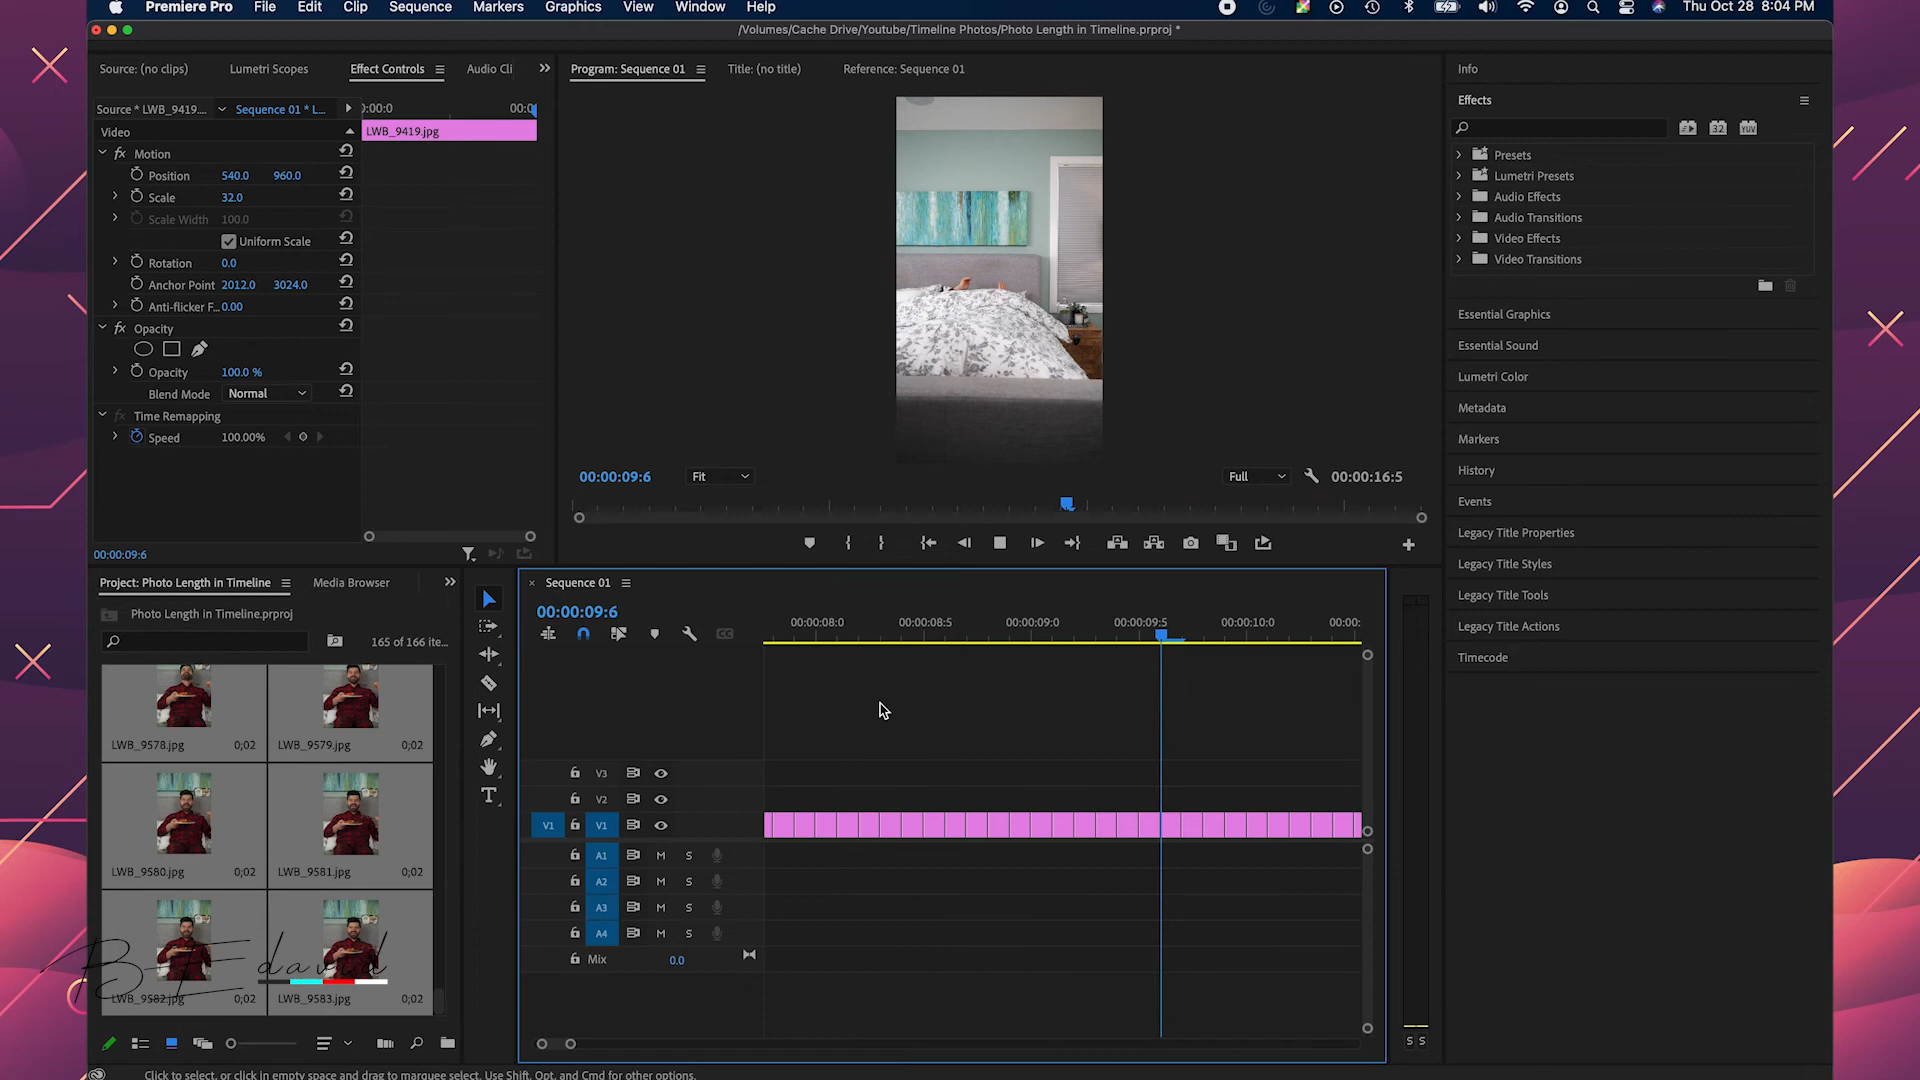 Premiere Pro File Edit Clip Sequence Markers Graphics View Window Help Thu Oct 28 8:04 PM
/Volumes/Cache Drive/Youtube/Timeline Photos/Photo Length in Timeline.prproj *
Source: (no clips) Lumetri Scopes Effect Controls Audio Cli
Source * LWB_9419.... Sequence 01 * L... 0:00:0 00:0
Video LWB_9419.jpg
Motion
Position 540.0 960.0
Scale 32.0
Scale Width 100.0
Uniform Scale
Rotation 0.0
Anchor Point 2012.0 3024.0
Anti-flicker F... 0.00
Opacity
Opacity 100.0 %
Blend Mode Normal
Time Remapping
Speed 100.00%
00:00:09:6
Program: Sequence 01 Title: (no title) Reference: Sequence 01
00:00:09:6 Fit Full 00:00:16:5
Info
Effects
32 YUV
Presets
Lumetri Presets
Audio Effects
Audio Transitions
Video Effects
Video Transitions
Essential Graphics
Essential Sound
Lumetri Color
Metadata
Markers
History
Events
Legacy Title Properties
Legacy Title Styles
Legacy Title Tools
Legacy Title Actions
Timecode
Project: Photo Length in Timeline Media Browser
Photo Length in Timeline.prproj
165 of 166 ite...
LWB_9578.jpg 0;02 LWB_9579.jpg 0;02
LWB_9580.jpg 0;02 LWB_9581.jpg 0;02
LWB_9582.jpg 0;02 LWB_9583.jpg 0;02
B-Edavid
Sequence 01
00:00:09:6
00:00:08:0 00:00:08:5 00:00:09:0 00:00:09:5 00:00:10:0 00:00:
V3
V2
V1 V1
A1 M S
A2 M S
A3 M S
A4 M S
Mix 0.0
S S
Click to select, or click in empty space and drag to marquee select. Use Shift, Opt, and Cmd for other options.